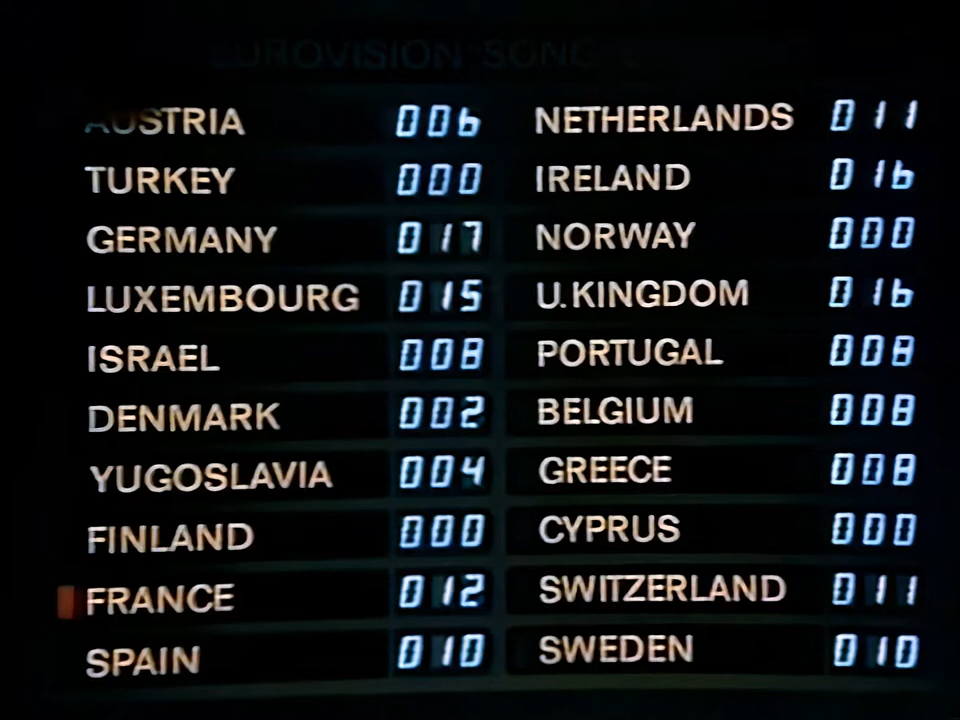 EUROVISION SONG
AUSTRIA 006
TURKEY 000
GERMANY 017
LUXEMBOURG 015
ISRAEL 008
DENMARK 002
YUGOSLAVIA 004
FINLAND 000
FRANCE 012
SPAIN 010
NETHERLANDS 011
IRELAND 016
NORWAY 000
U.KINGDOM 016
PORTUGAL 008
BELGIUM 008
GREECE 008
CYPRUS 000
SWITZERLAND 011
SWEDEN 010